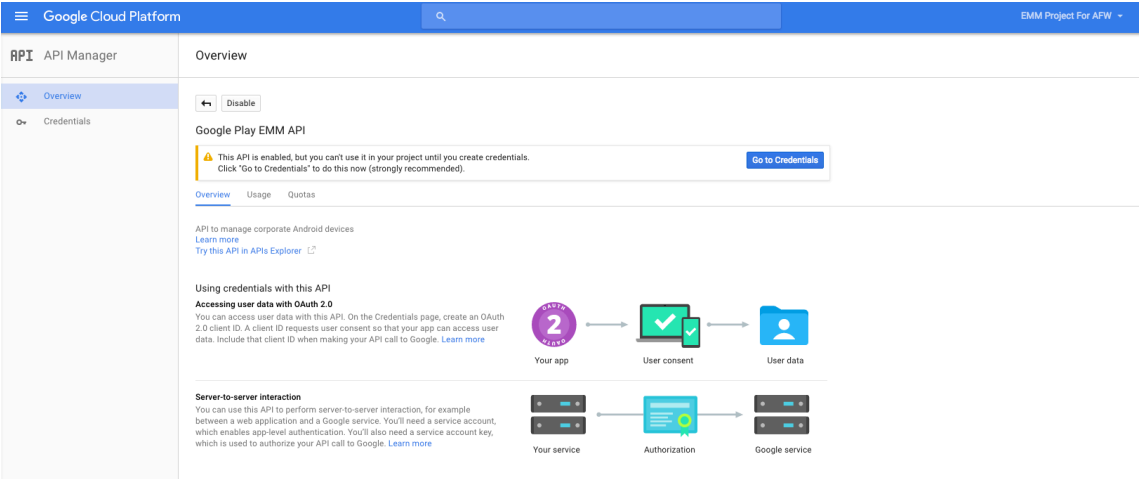 Google Cloud Platform
EMM Project For AFW
API API Manager
Overview
Overview
Credentials
Disable
Google Play EMM API
This API is enabled, but you can't use it in your project until you create credentials.
Click "Go to Credentials" to do this now (strongly recommended).
Go to Credentials
Overview Usage Quotas
API to manage corporate Android devices
Learn more
Try this API in APIs Explorer
Using credentials with this API
Accessing user data with OAuth 2.0
You can access user data with this API. On the Credentials page, create an OAuth
2.0 client ID. A client ID requests user consent so that your app can access user
data. Include that client ID when making your API call to Google. Learn more
OAUTH
2
OAUTH
Your app
User consent
User data
Server-to-server interaction
You can use this API to perform server-to-server interaction, for example
between a web application and a Google service. You'll need a service account,
which enables app-level authentication. You'll also need a service account key,
which is used to authorize your API call to Google. Learn more
Your service
Authorization
Google service